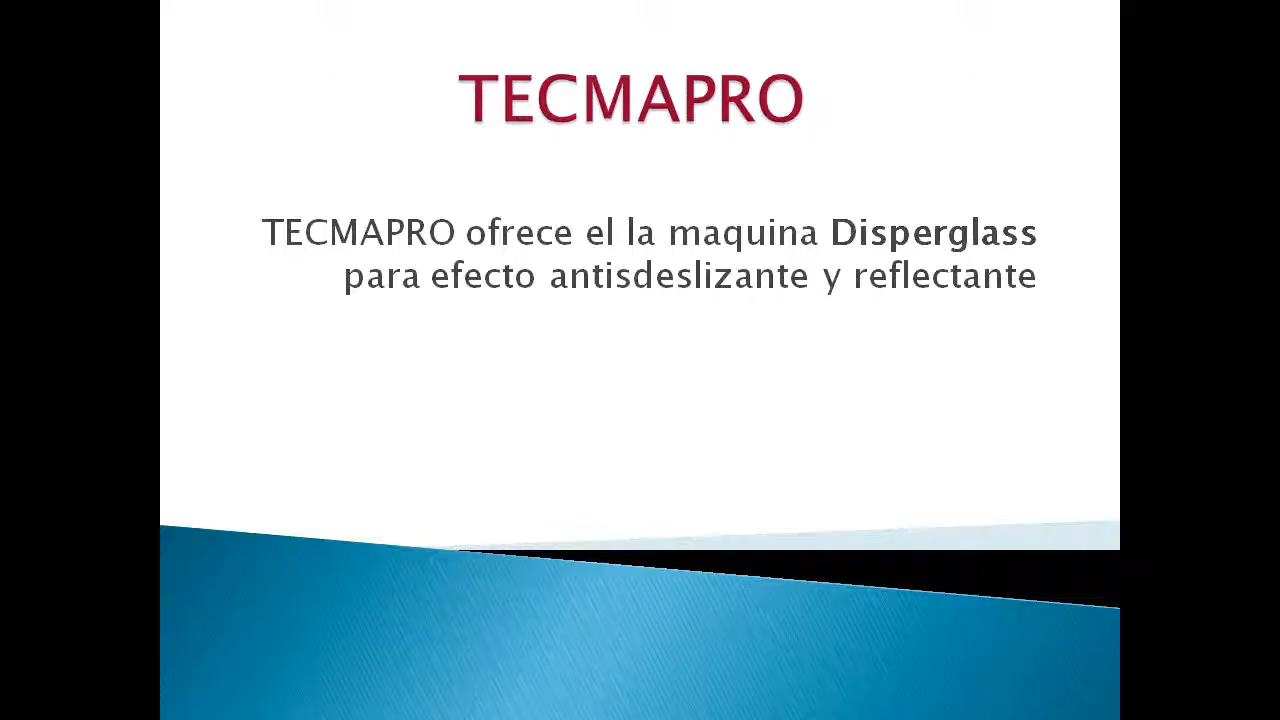 TECMAPRO
TECMAPRO ofrece el la maquina Disperglass
para efecto antisdeslizante y reflectante